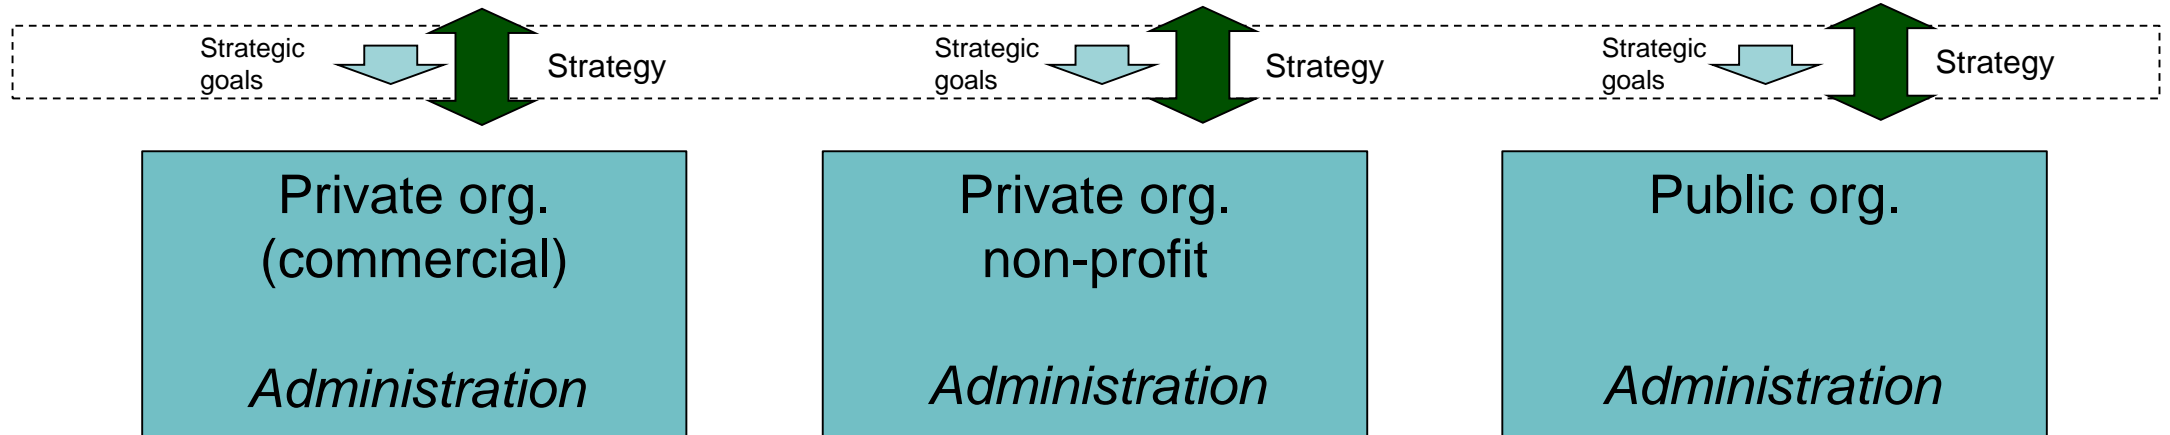 Strategic
goals
Strategy
Strategic
goals
Strategy
Strategic
goals
Strategy
Private org.
(commercial)
Administration
Private org.
non-profit
Administration
Public org.
Administration